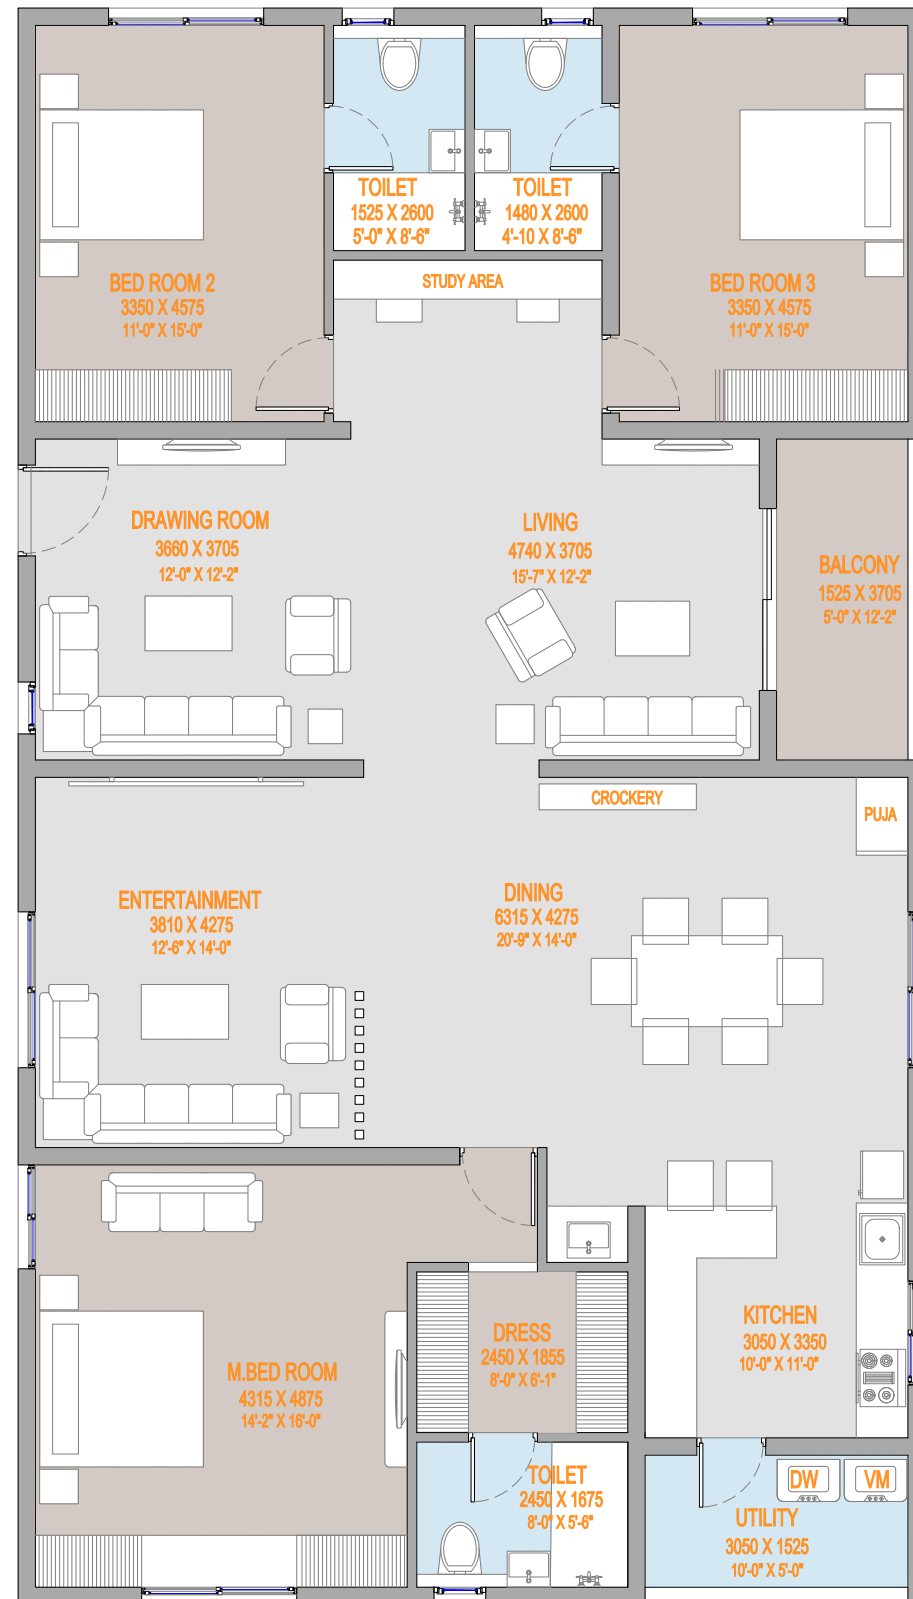 TOILET
1525 X 2600
5'-0" X 8'-6"
TOILET
1480 X 2600
4'-10 X 8'-6"
BED ROOM 2
3350 X 4575
11'-0" X 15'-0"
STUDY AREA
BED ROOM 3
3350 X 4575
11'-0" X 15'-0"
DRAWING ROOM
3660 X 3705
12'-0" X 12'-2"
LIVING
4740 X 3705
15'-7" X 12'-2"
BALCONY
1525 X 3705
5'-0" X 12'-2"
CROCKERY
PUJA
ENTERTAINMENT
3810 X 4275
12'-6" X 14'-0"
DINING
6315 X 4275
20'-9" X 14'-0"
KITCHEN
3050 X 3350
10'-0" X 11'-0"
DRESS
2450 X 1855
8'-0" X 6'-1"
M.BED ROOM
4315 X 4875
14'-2" X 16'-0"
TOILET
2450 X 1675
8'-0" X 5'-6"
DW
VM
UTILITY
3050 X 1525
10'-0" X 5'-0"